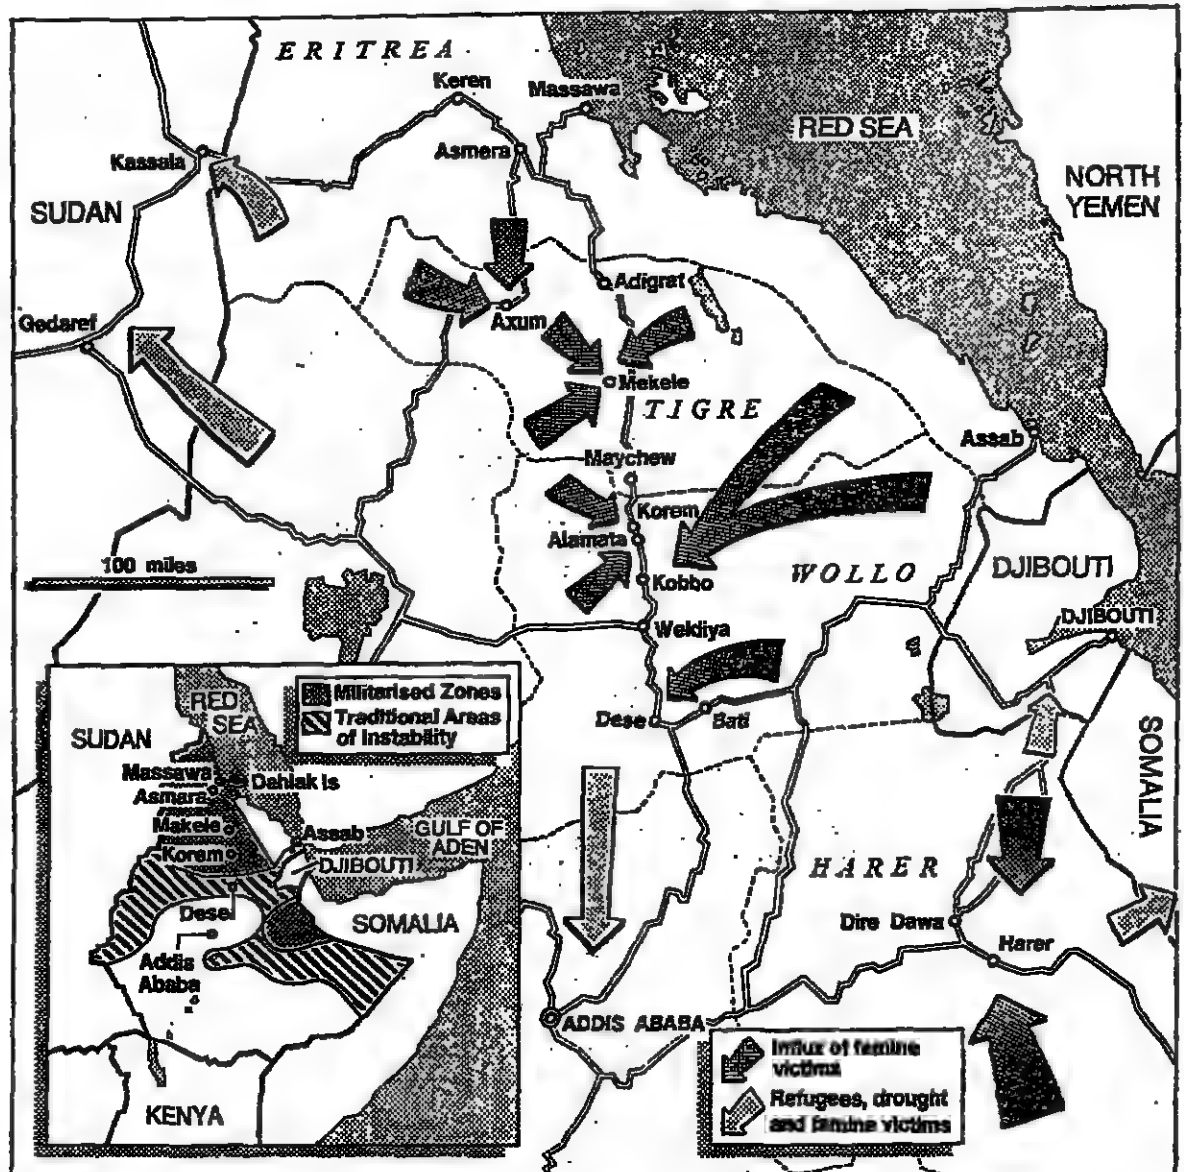 ERITREA
Keren
Massawa
RED SEA
Kassala
Asmera
NORTH
YEMEN
SUDAN
Adigrat
Gedaref
Axum
Mekele
TIGRE
Assab
Maychew
Korem
Alamata
100 miles
Kobbo
WOLLO
DJIBOUTI
DJIBOUTI
Wekliya
Dese
Bati
SOMALIA
HARER
Dire Dawa
Harer
ADDIS ABABA
Influx of famine
victims
Refugees, drought
and famine victims
Militarised Zones
Traditional Areas
of Instability
RED
SEA
SUDAN
Massawa
Dahlak is
Asmara
Makele
Assab
GULF OF
ADEN
Korem
DJIBOUTI
Dese
SOMALIA
Addis
Ababa
KENYA